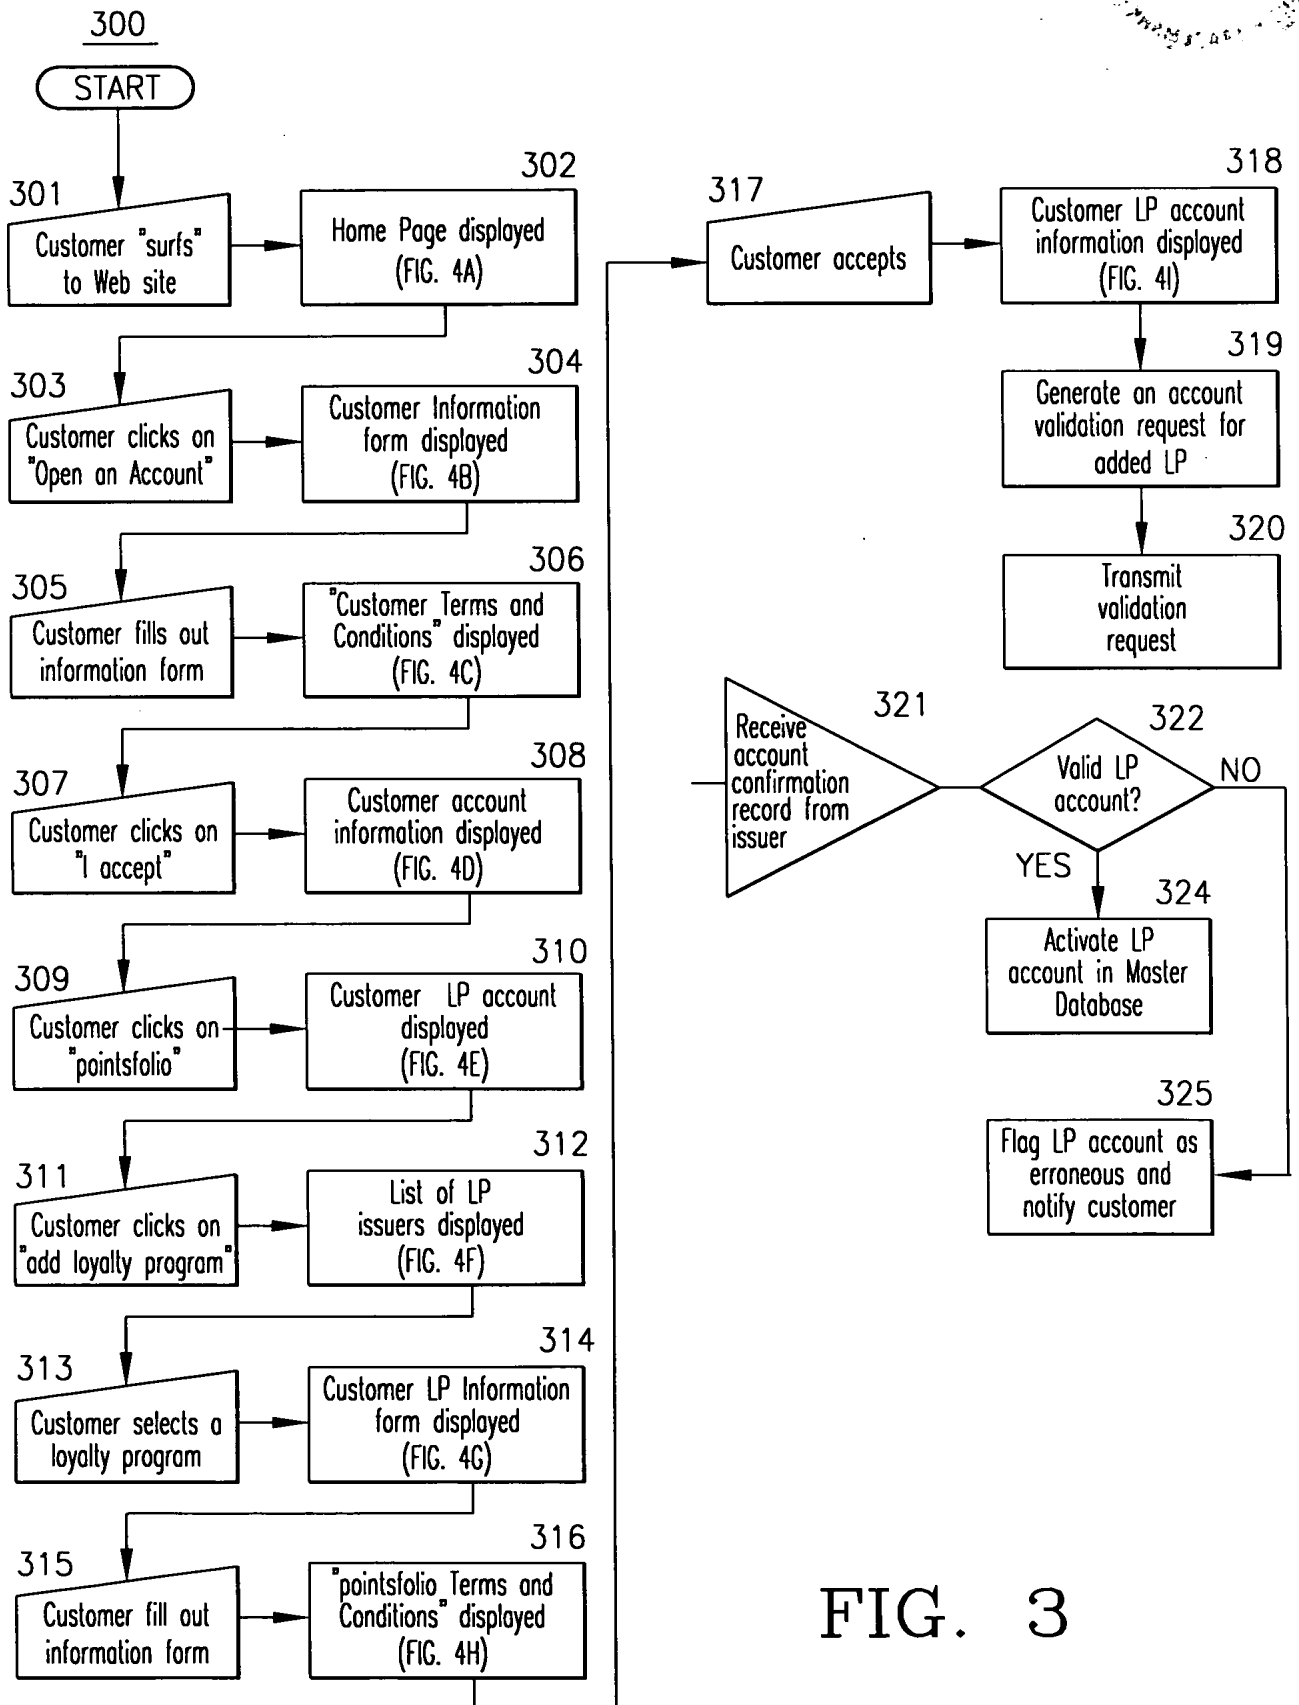 300
START
301
Customer "surfs"
to Web site
302
Home Page displayed
(FIG. 4A)
303
Customer clicks on
"Open an Account"
304
Customer Information
form displayed
(FIG. 4B)
305
Customer fills out
information form
306
"Customer Terms and
Conditions" displayed
(FIG. 4C)
307
Customer clicks on
"I accept"
308
Customer account
information displayed
(FIG. 4D)
309
Customer clicks on
"pointsfolio"
310
Customer LP account
displayed
(FIG. 4E)
311
Customer clicks on
"add loyalty program"
312
List of LP
issuers displayed
(FIG. 4F)
313
Customer selects a
loyalty program
314
Customer LP Information
form displayed
(FIG. 4G)
315
Customer fill out
information form
316
"pointsfolio Terms and
Conditions" displayed
(FIG. 4H)
317
Customer accepts
318
Customer LP account
information displayed
(FIG. 4I)
319
Generate an account
validation request for
added LP
320
Transmit
validation
request
321
Receive
account
confirmation
record from
issuer
322
Valid LP
account?
NO
YES
324
Activate LP
account in Master
Database
325
Flag LP account as
erroneous and
notify customer
FIG. 3